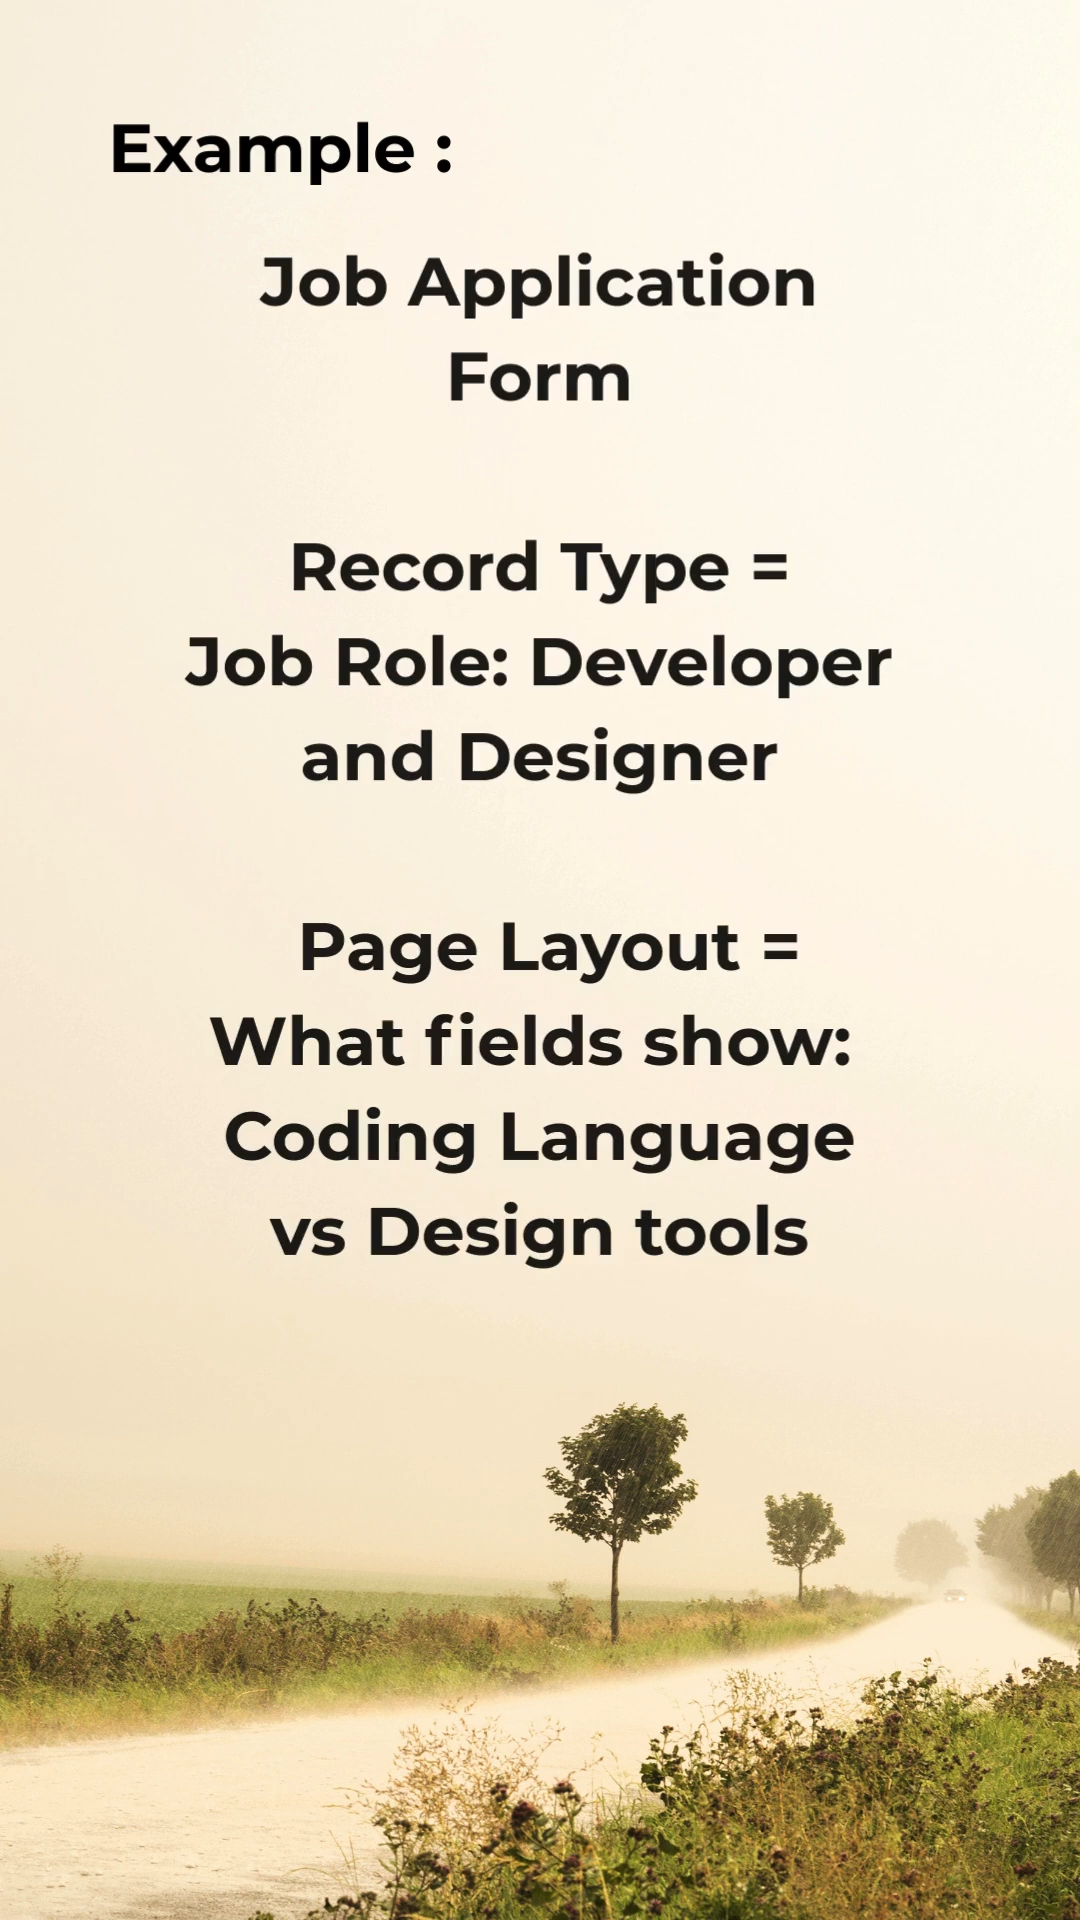 Example :
Job Application
Form
Record Type =
Job Role: Developer
and Designer
Page Layout =
What fields show:
Coding Language
vs Design tools